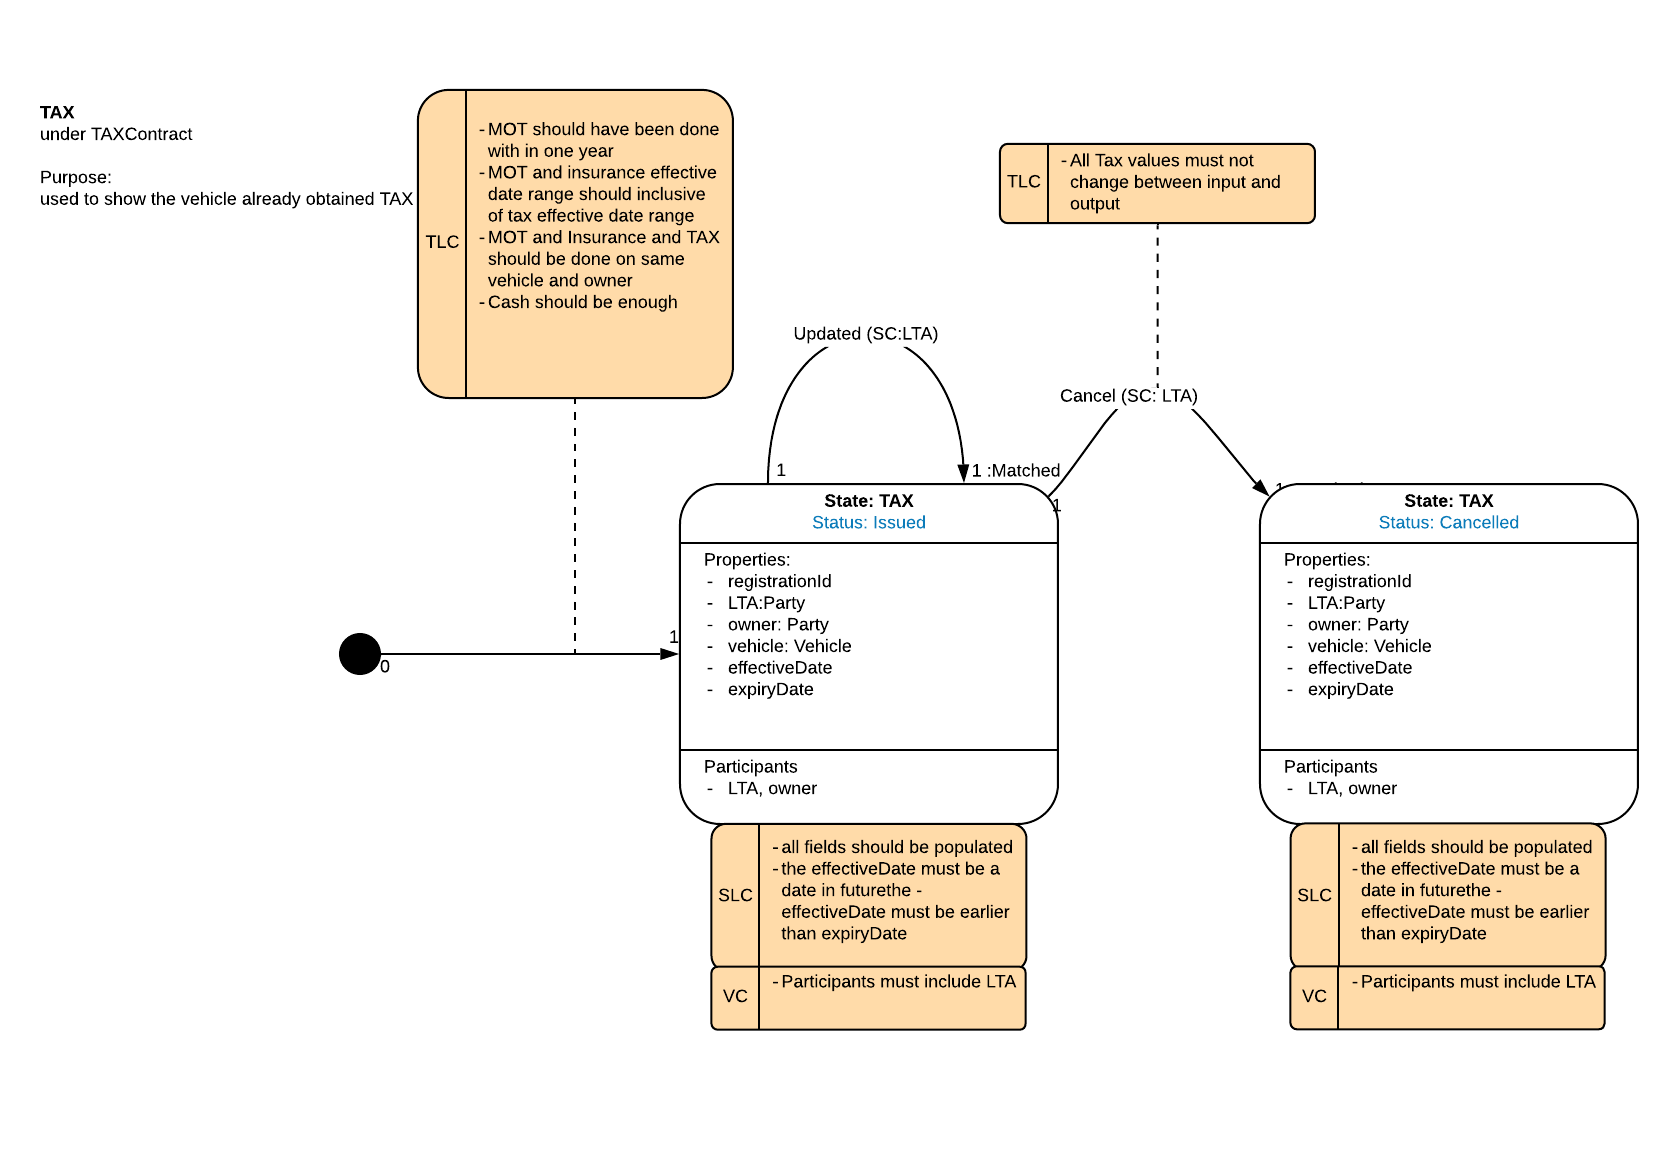 TAX
under TAXContract
Purpose:
used to show the vehicle already obtained TAX
TLC
- MOT should have been done
with in one year
- MOT and insurance effective
date range should inclusive
of tax effective date range
- MOT and Insurance and TAX
should be done on same
vehicle and owner
- Cash should be enough
TLC
- All Tax values must not
change between input and
output
Updated (SC:LTA)
Cancel (SC: LTA)
1
1 :Matched
1
1
0
1
State: TAX
Status: Issued
Properties:
- registrationId
- LTA:Party
- owner: Party
- vehicle: Vehicle
- effectiveDate
- expiryDate
Participants
- LTA, owner
SLC
- all fields should be populated
- the effectiveDate must be a
date in futurethe -
effectiveDate must be earlier
than expiryDate
VC
- Participants must include LTA
State: TAX
Status: Cancelled
Properties:
- registrationId
- LTA:Party
- owner: Party
- vehicle: Vehicle
- effectiveDate
- expiryDate
Participants
- LTA, owner
SLC
- all fields should be populated
- the effectiveDate must be a
date in futurethe -
effectiveDate must be earlier
than expiryDate
VC
- Participants must include LTA